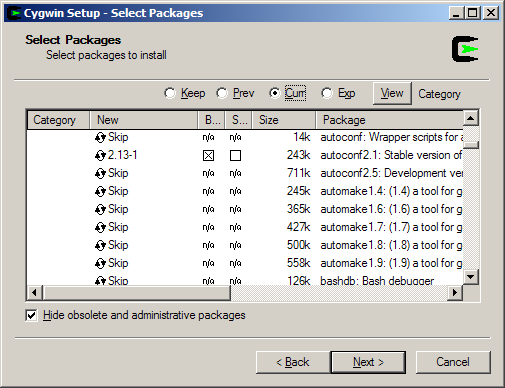 Cygwin Setup - Select Packages
Select Packages
Select packages to install
Keep Prev Curr Exp View Category
Category New B... S... Size Package
Skip n/a n/a 14k autoconf: Wrapper scripts for a
2.13-1 243k autoconf2.1: Stable version of
Skip n/a n/a 711k autoconf2.5: Development ver
Skip n/a n/a 245k automake1.4: (1.4) a tool for g
Skip n/a n/a 365k automake1.6: (1.6) a tool for g
Skip n/a n/a 427k automake1.7: (1.7) a tool for g
Skip n/a n/a 500k automake1.8: (1.8) a tool for g
Skip n/a n/a 558k automake1.9: (1.9) a tool for g
Skip n/a n/a 126k bashdb: Bash debugger
Hide obsolete and administrative packages
< Back Next > Cancel